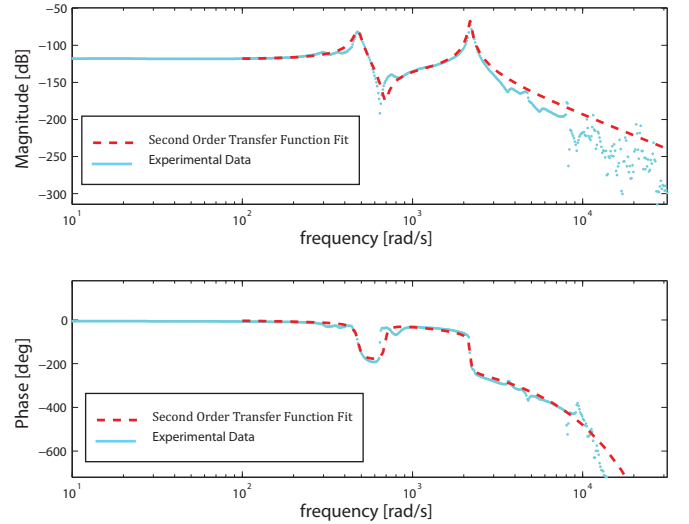 −50
−100
−150
−200
−250
−300
Magnitude [dB]
Second Order Transfer Function Fit
Experimental Data
10^1
10^2
10^3
10^4
frequency [rad/s]
0
−200
−400
−600
Phase [deg]
Second Order Transfer Function Fit
Experimental Data
10^1
10^2
10^3
10^4
frequency [rad/s]